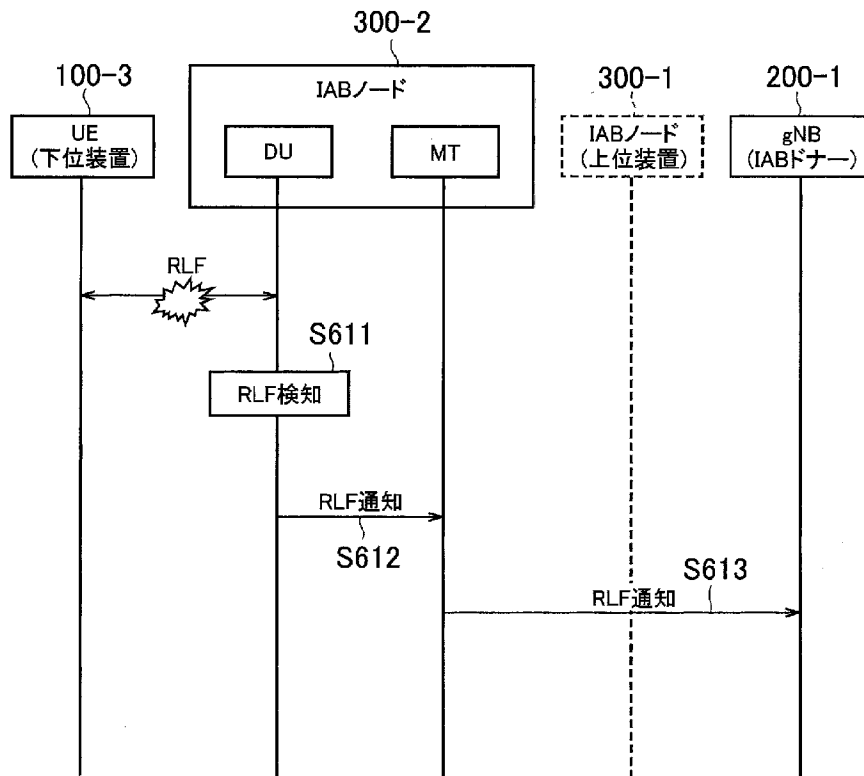 300-2
100-3
300-1
200-1
IABノード
UE
(下位装置)
DU
MT
IABノード
(上位装置)
gNB
(IABドナー)
RLF
S611
RLF検知
RLF通知
S612
S613
RLF通知